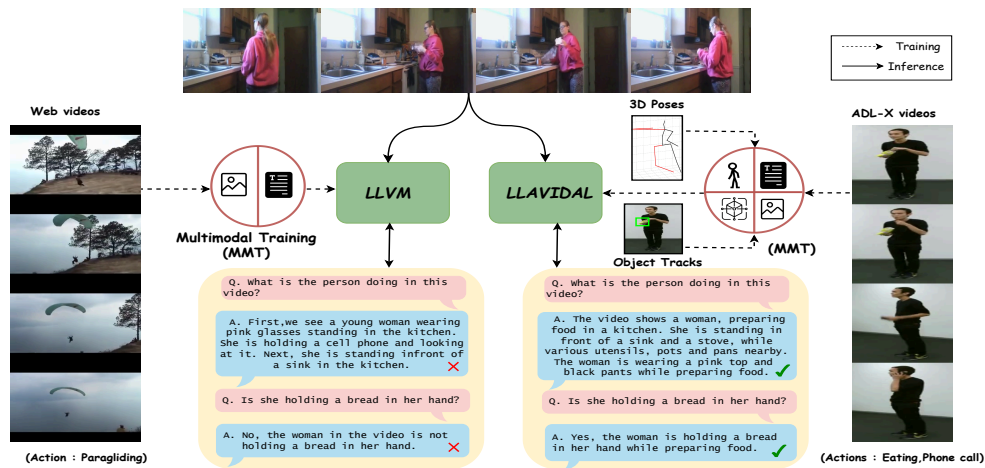 Training
Inference
Web videos
3D Poses
ADL-X videos
LLVM
LLAVIDAL
Multimodal Training
(MMT)
(MMT)
Object Tracks
Q. What is the person doing in this
video?
A. First,we see a young woman wearing
pink glasses standing in the kitchen.
She is holding a cell phone and looking
at it. Next, she is standing infront of
a sink in the kitchen.
Q. Is she holding a bread in her hand?
A. No, the woman in the video is not
holding a bread in her hand.
Q. What is the person doing in this
video?
A. The video shows a woman, preparing
food in a kitchen. She is standing in
front of a sink and a stove, while
various utensils, pots and pans nearby.
The woman is wearing a pink top and
black pants while preparing food.
Q. Is she holding a bread in her hand?
A. Yes, the woman is holding a bread
in her hand while preparing food.
(Action : Paragliding)
(Actions : Eating,Phone call)